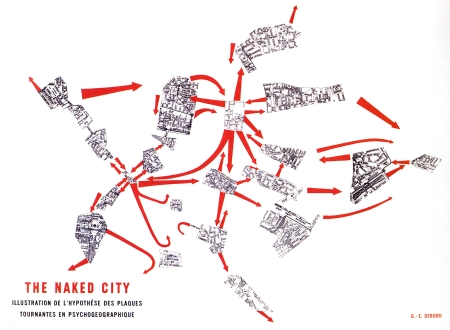 THE NAKED CITY
ILLUSTRATION DE L'HYPOTHÈSE DES PLAQUES
TOURNANTES EN PSYCHOGEOGRAPHIQUE
G.-E. DEBORD